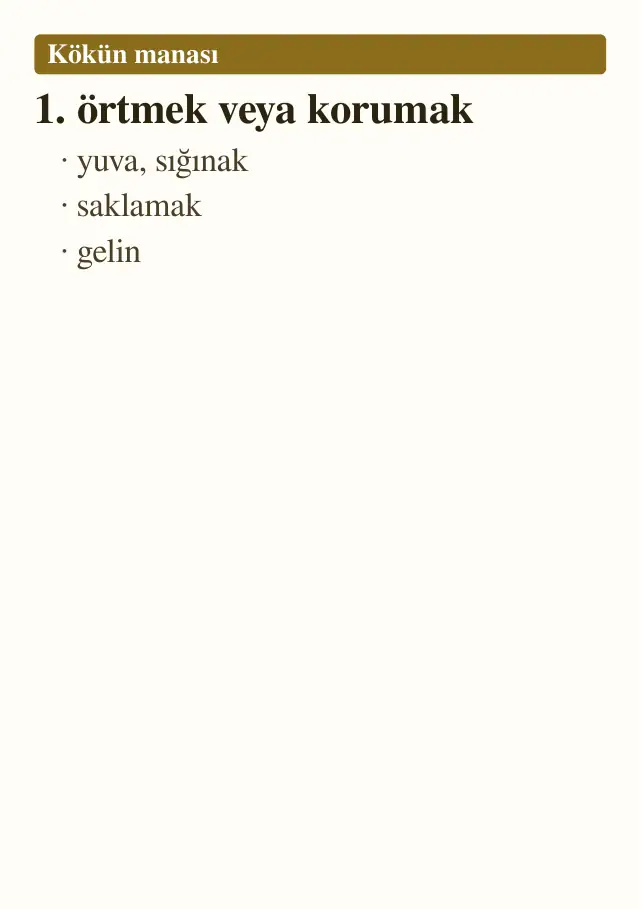 Kökün manası
1. örtmek veya korumak
· yuva, sığınak
· saklamak
· gelin